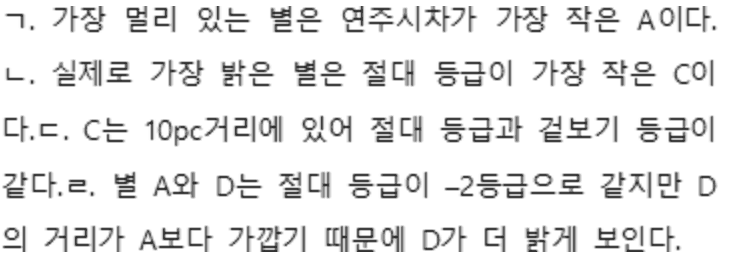 ㄱ. 가장 멀리 있는 별은 연주시차가 가장 작은 A이다.
ㄴ. 실제로 가장 밝은 별은 절대 등급이 가장 작은 C이
다.ㄷ. C는 10pc거리에 있어 절대 등급과 겉보기 등급이
같다.ㄹ. 별 A와 D는 절대 등급이 –2등급으로 같지만 D
의 거리가 A보다 가깝기 때문에 D가 더 밝게 보인다.